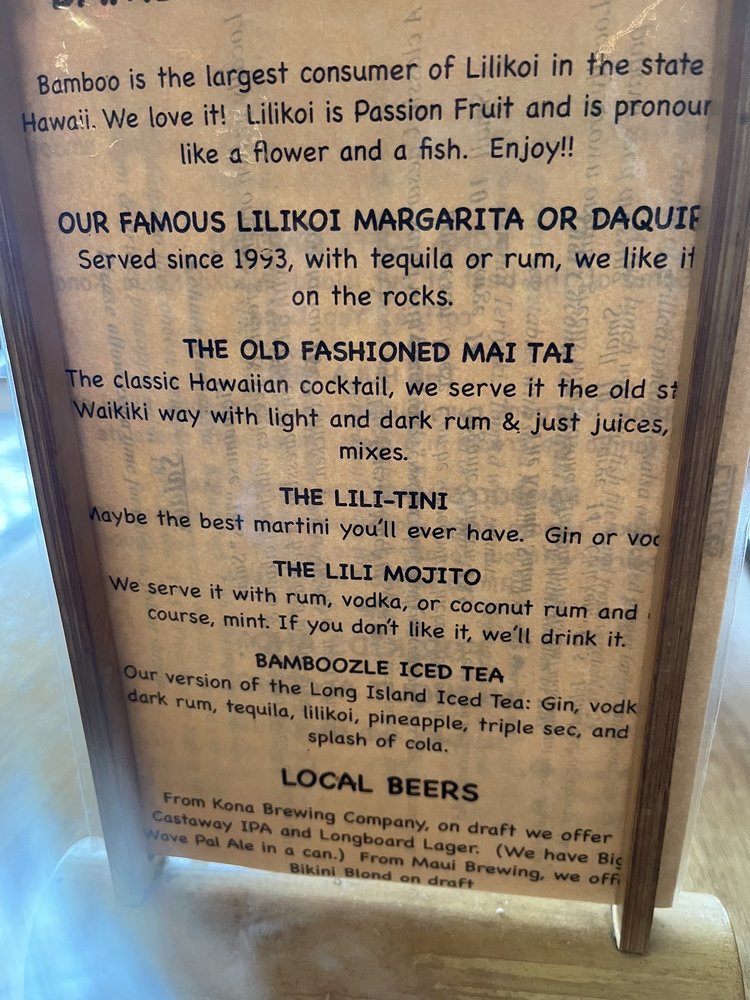 Bamboo is the largest consumer of Lilikoi in the state
Hawaii. We love it! Lilikoi is Passion Fruit and is pronour
like a flower and a fish. Enjoy!!
OUR FAMOUS LILIKOI MARGARITA OR DAQUIR
Served since 1993, with tequila or rum, we like it
on the rocks.
THE OLD FASHIONED MAI TAI
The classic Hawaiian cocktail, we serve it the old st
Waikiki way with light and dark rum & just juices,
mixes.
THE LILI-TINI
Maybe the best martini you'll ever have. Gin or vod
THE LILI MOJITO
We serve it with rum, vodka, or coconut rum and
course, mint. If you don't like it, we'll drink it.
BAMBOOZLE ICED TEA
Our version of the Long Island Iced Tea: Gin, vodk
dark rum, tequila, lilikoi, pineapple, triple sec, and
splash of cola.
LOCAL BEERS
From Kona Brewing Company, on draft we offer
Castaway IPA and Longboard Lager. (We have Big
Wave Pal Ale in a can.) From Maui Brewing, we off
Bikini Blond on draft